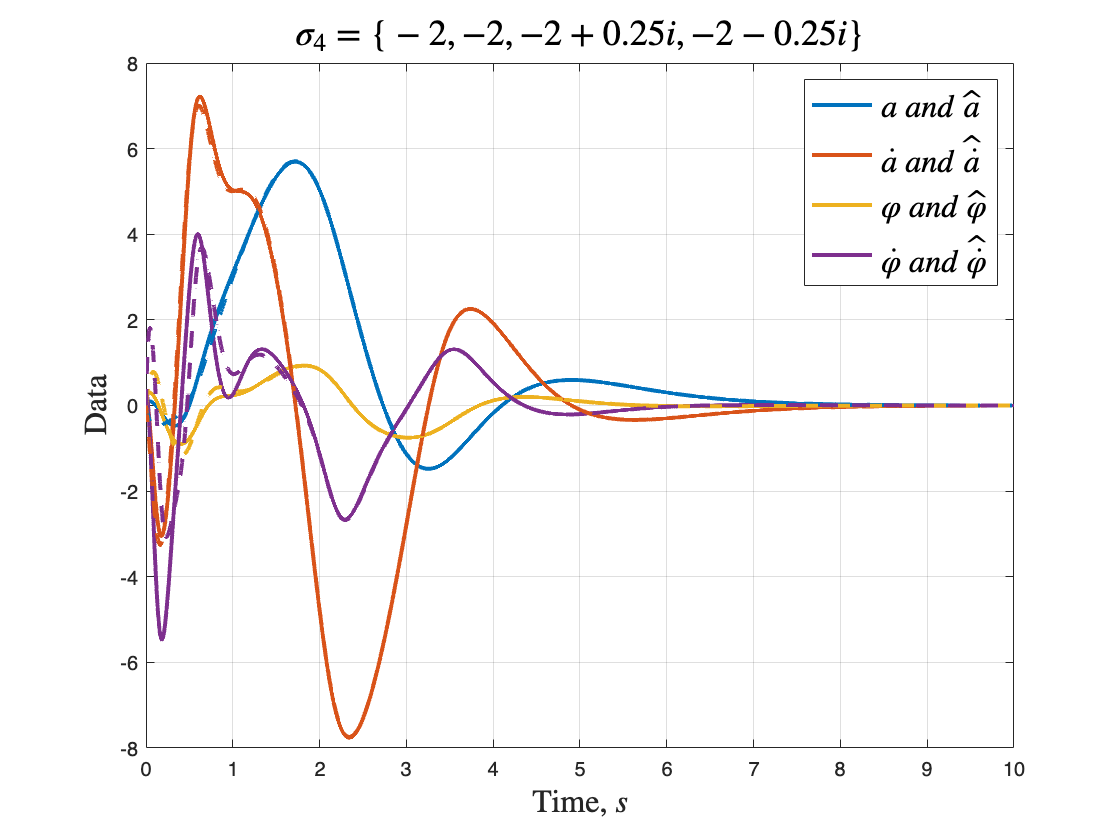 σ₄ = { − 2, −2, −2 + 0.25i, −2 − 0.25i}
8
6
4
2
0
-2
-4
-6
-8
Data
a and â
ȧ and ȧ̂
φ and φ̂
φ̇ and φ̇̂
0 1 2 3 4 5 6 7 8 9 10
Time, s